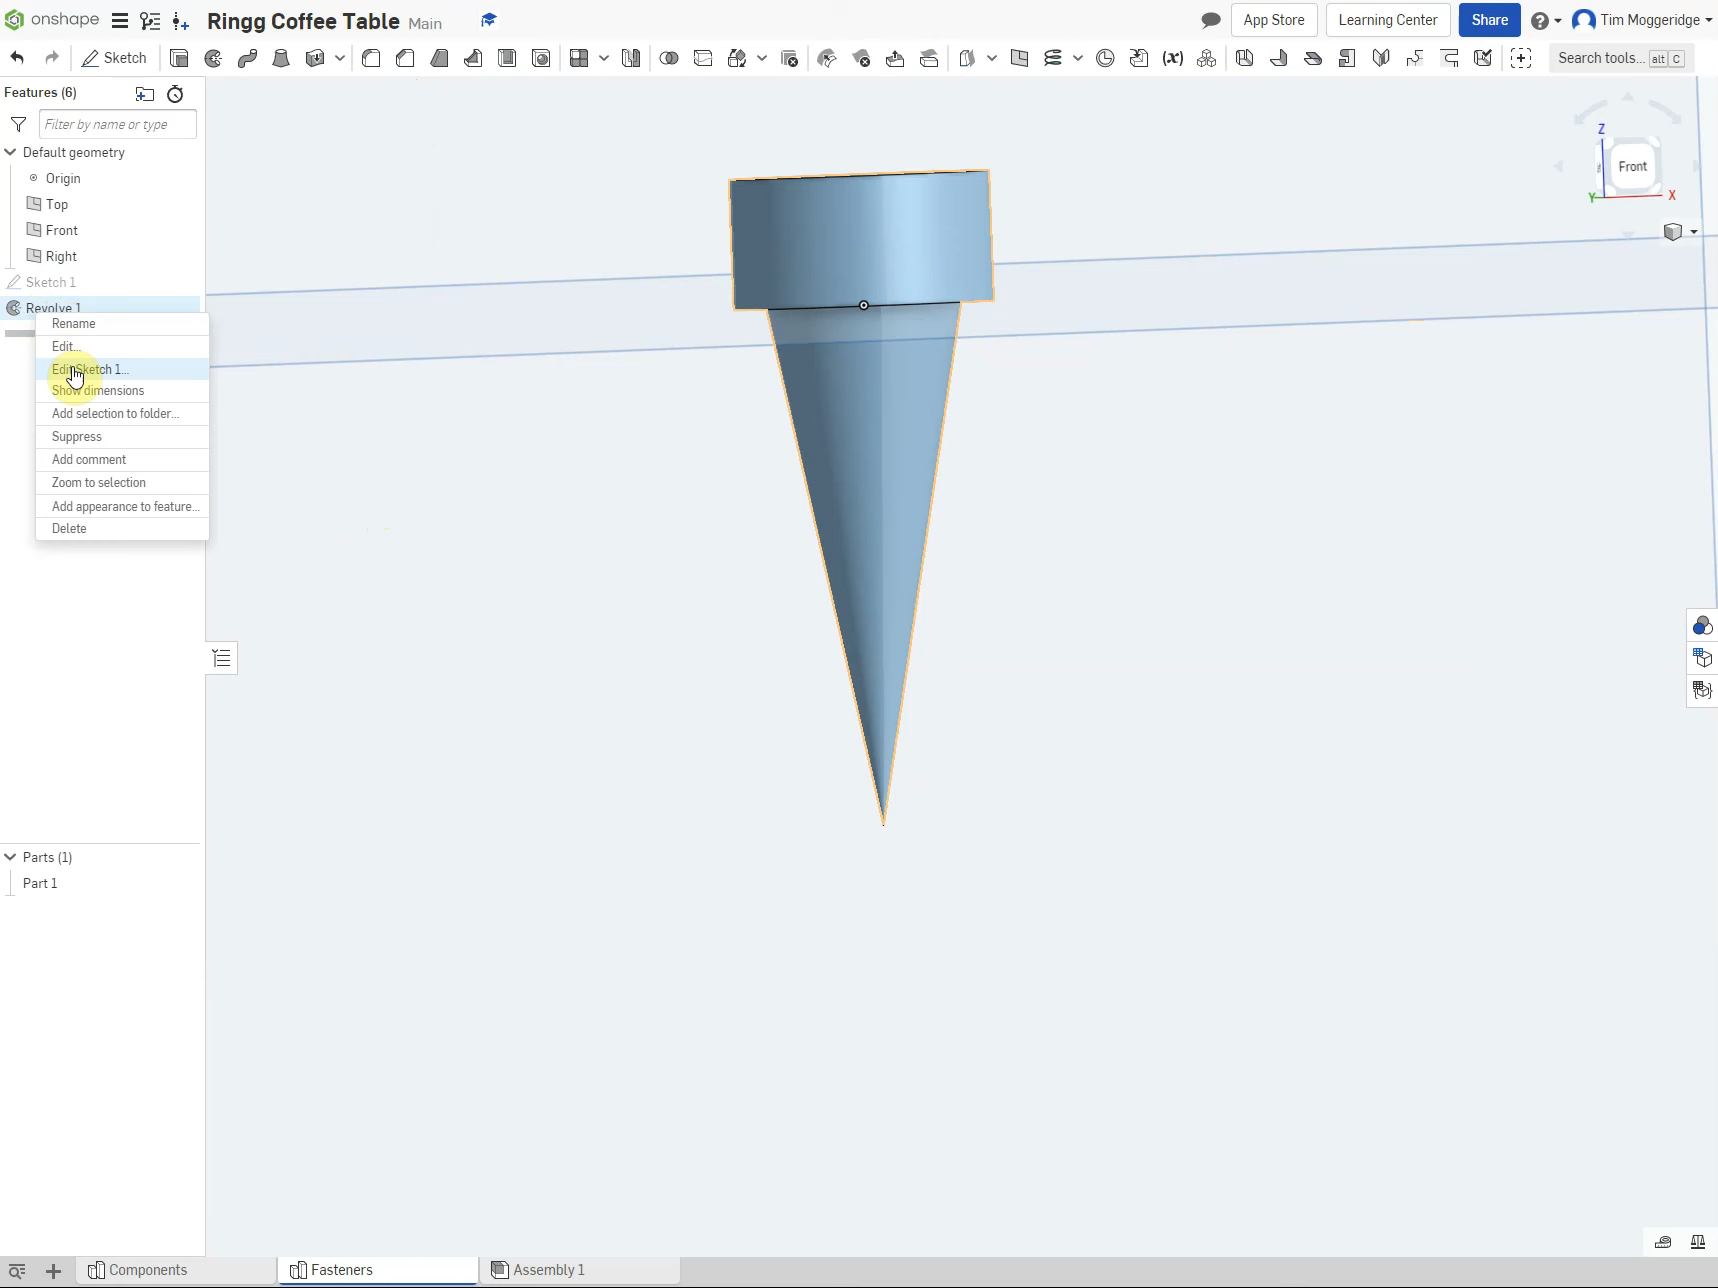 onshape
Ringg Coffee Table Main
App Store
Learning Center
Share
Tim Moggeridge
Sketch
Search tools... alt C
Features (6)
Filter by name or type
Default geometry
Origin
Top
Front
Right
Sketch 1
Revolve 1
Rename
Edit...
Edit Sketch 1...
Show dimensions
Add selection to folder...
Suppress
Add comment
Zoom to selection
Add appearance to feature...
Delete
Z
Front
Y
X
Parts (1)
Part 1
Components
Fasteners
Assembly 1